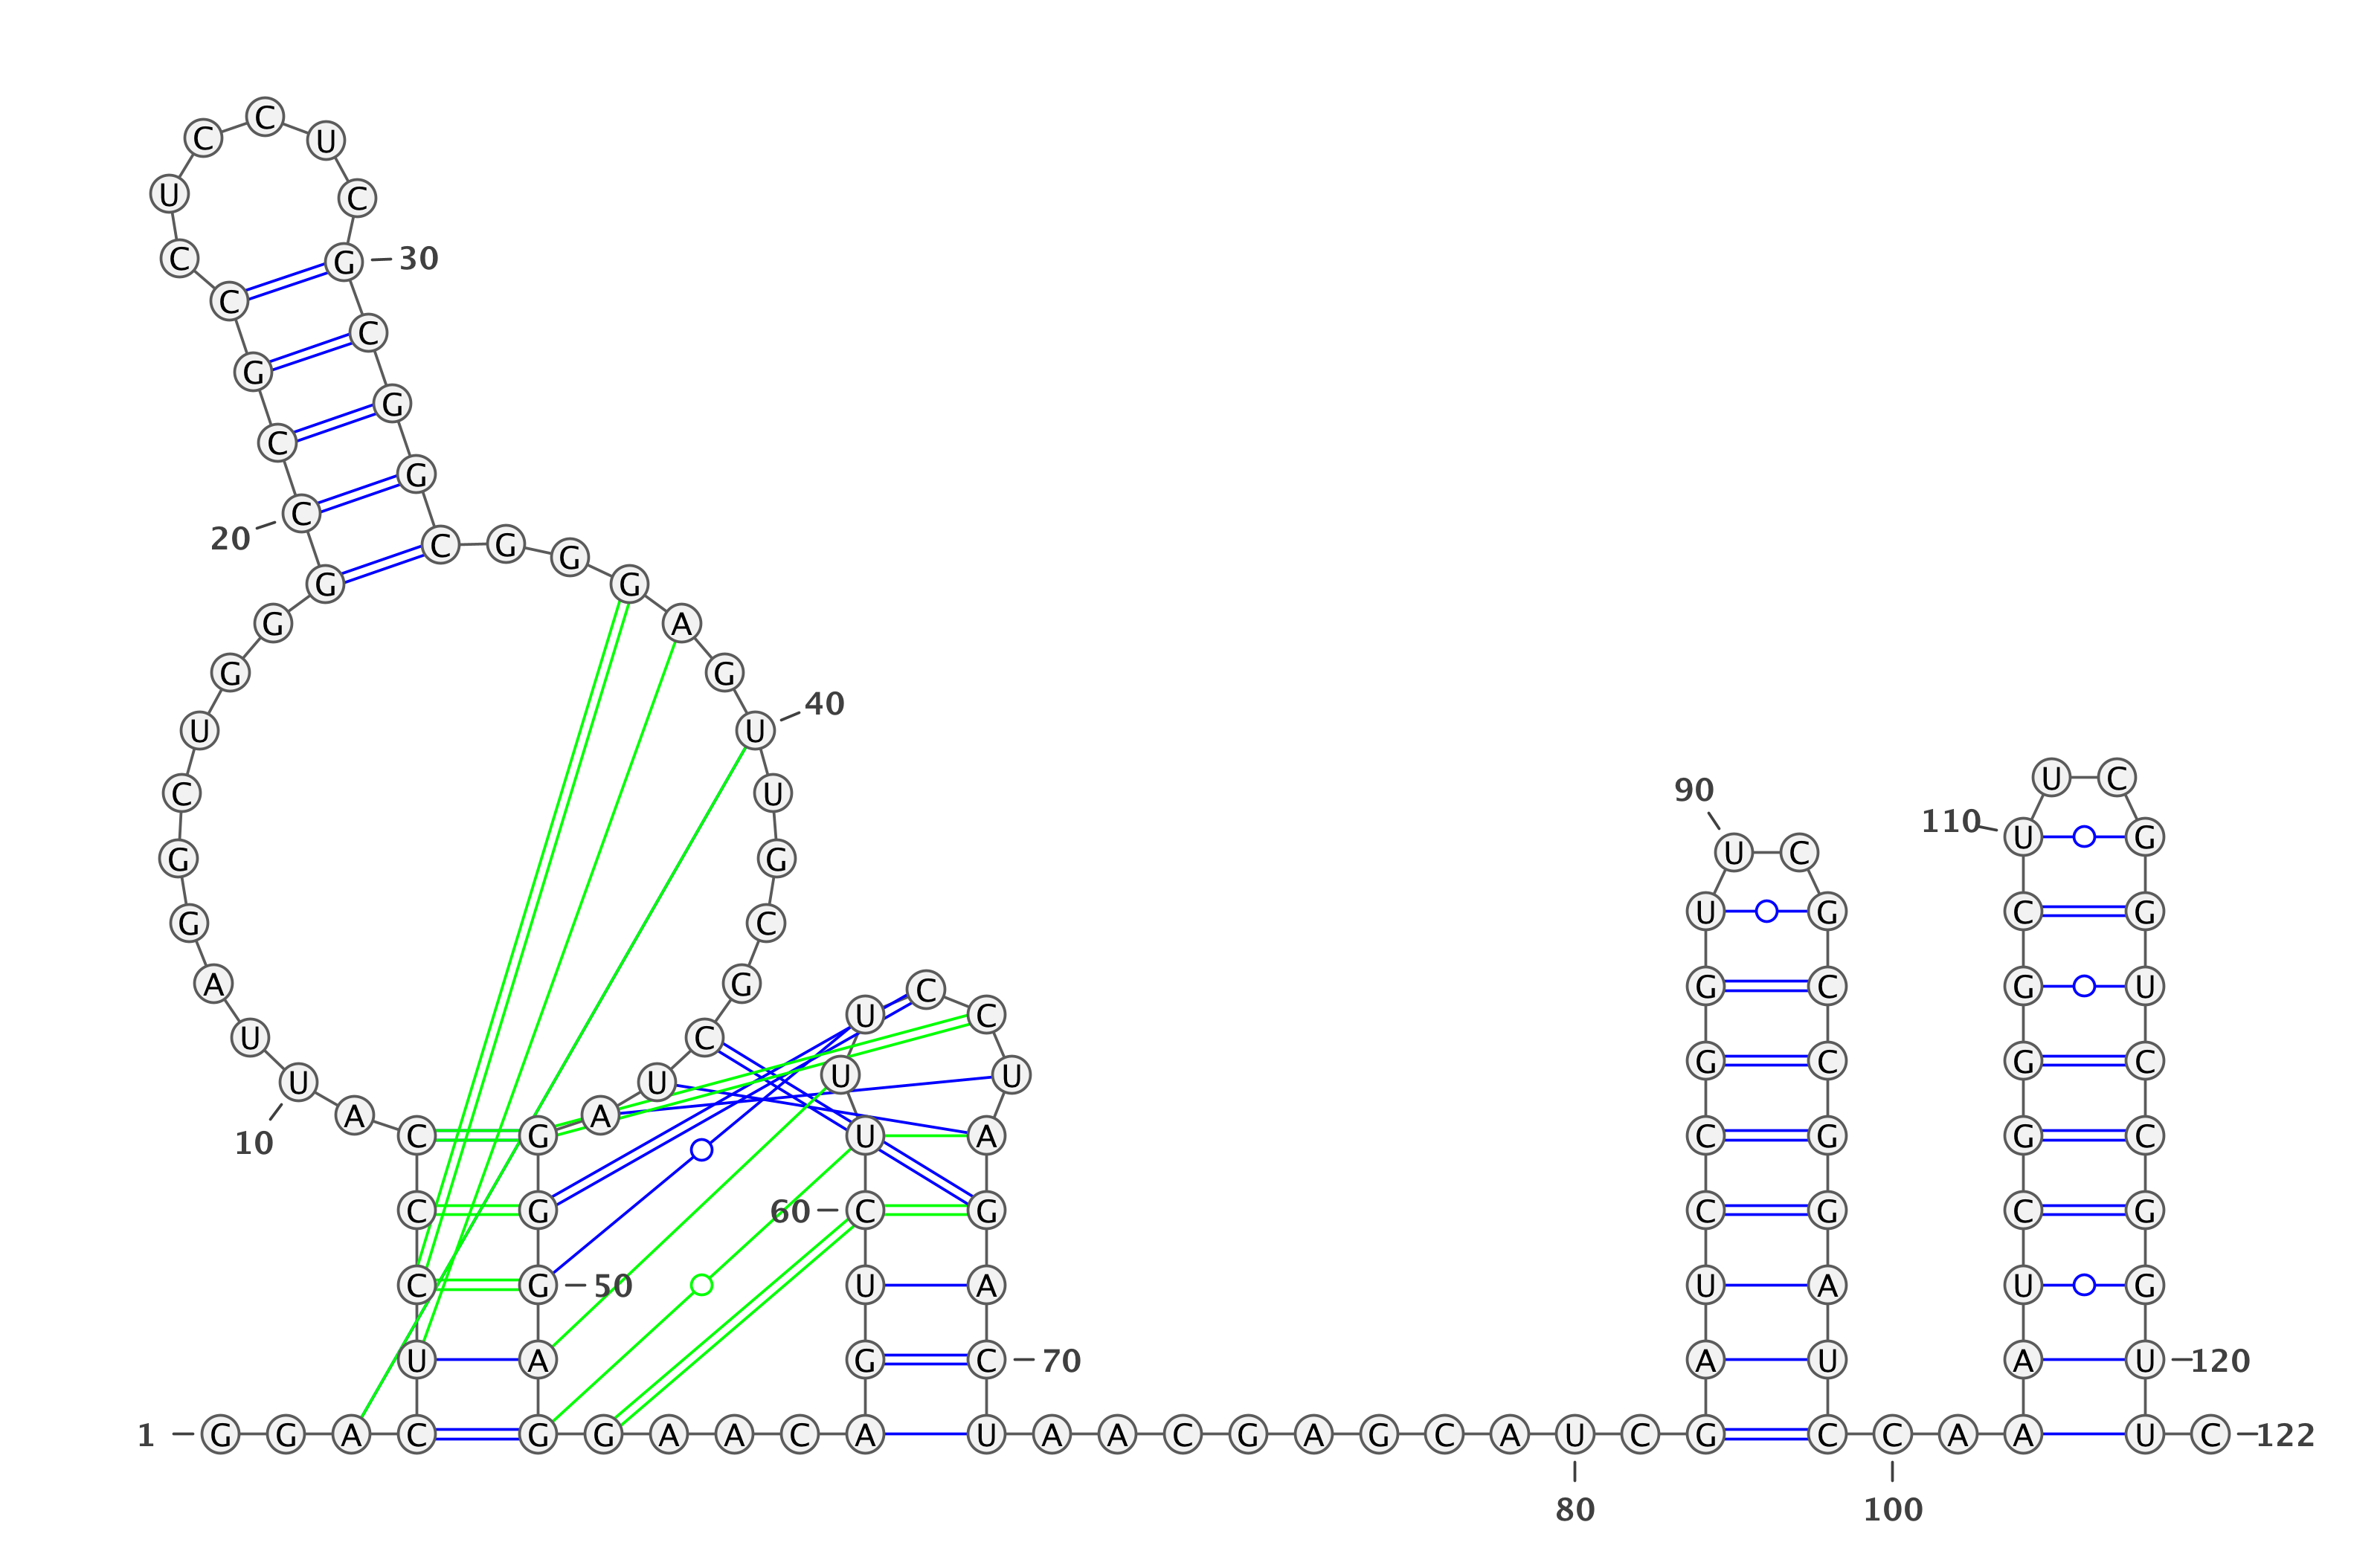 C
C U
U C
C G 30
C
C
G
G
C
G
C
20
C G G
G G
G A
G G
40
U U
U C
90
C U
110 U G
U C
G G
U G C G
G C
A G C G C G U
U C
U C
G C G C
U U U U
A A
C G U A C G G C
10
C G 60 C G C G C G
C G 50 U A U A U G
U A G C 70 A U A U 120
1 G G A C G G A A C A U A A C G A G C A U C G C C A A U C 122
80 100